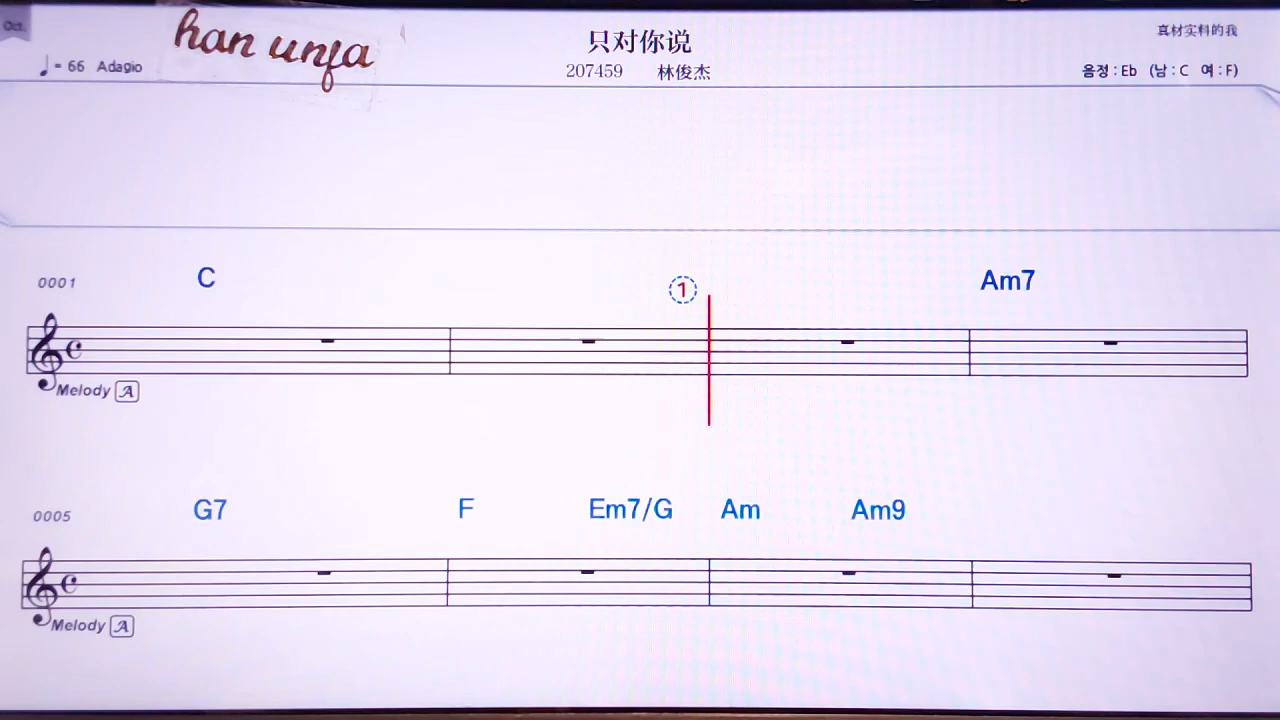 Oct.
han unfa
只对你说
真材实料的我
♩= 66 Adagio
207459 林俊杰
음정 : Eb (남 : C 여 : F)
0001 C 1 Am7
Melody A
0005 G7 F Em7/G Am Am9
Melody A